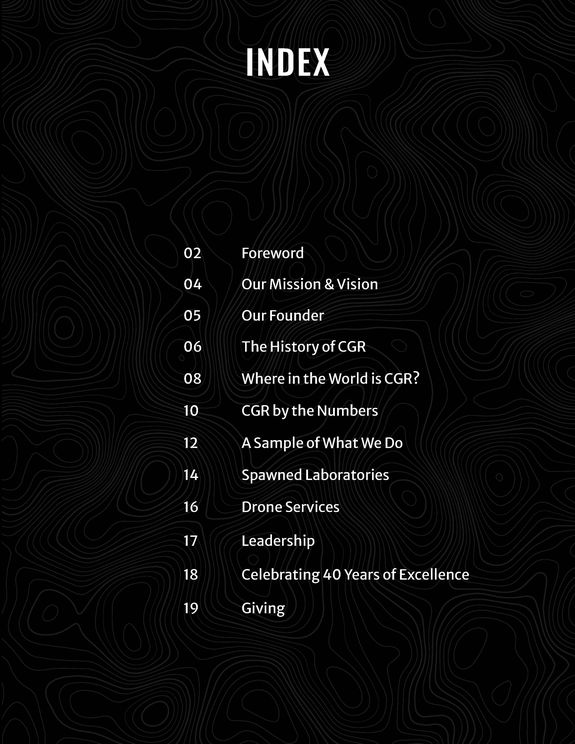 INDEX
02 Foreword
04 Our Mission & Vision
05 Our Founder
06 The History of CGR
08 Where in the World is CGR?
10 CGR by the Numbers
12 A Sample of What We Do
14 Spawned Laboratories
16 Drone Services
17 Leadership
18 Celebrating 40 Years of Excellence
19 Giving